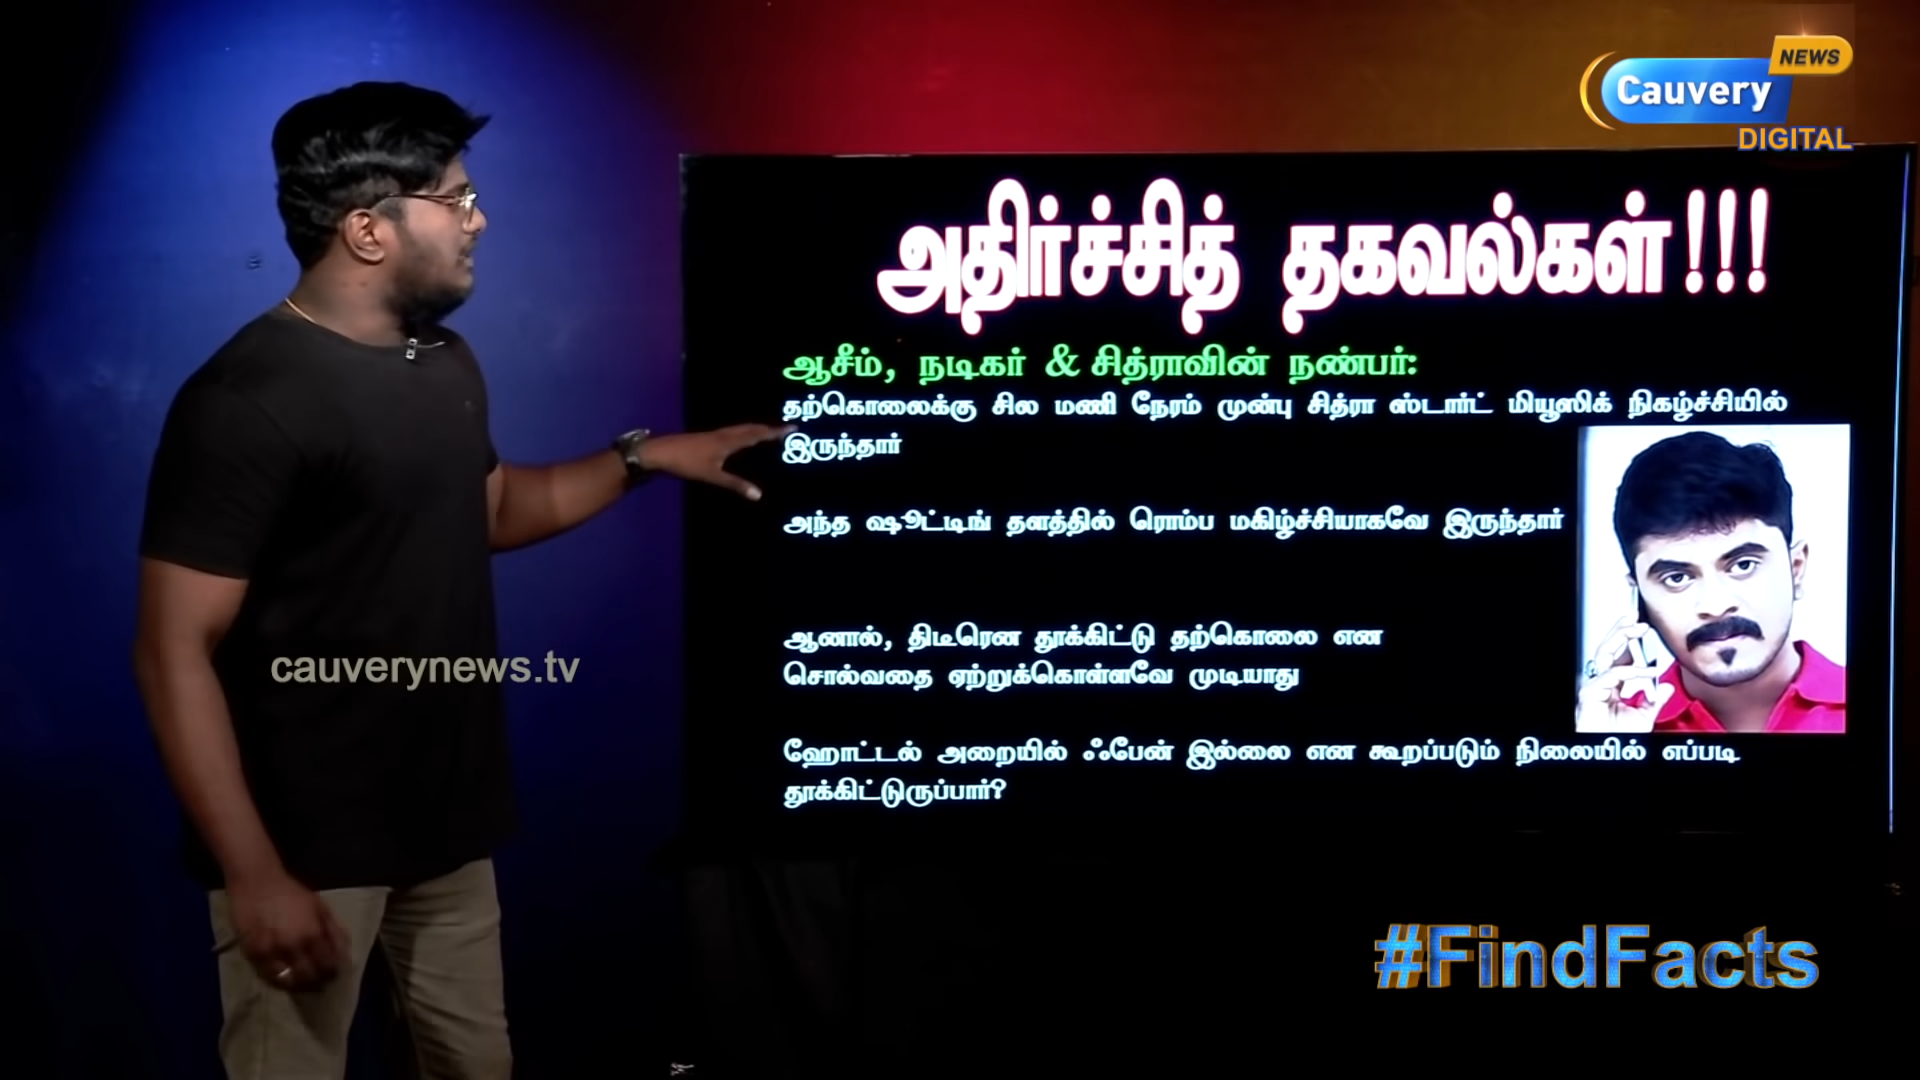 NEWS
Cauvery
DIGITAL
அதிர்ச்சித் தகவல்கள்!!!
ஆசீம், நடிகர் & சித்ராவின் நண்பர்:
தற்கொலைக்கு சில மணி நேரம் முன்பு சித்ரா ஸ்டார்ட் மியூஸிக் நிகழ்ச்சியில்
இருந்தார்
அந்த ஷூட்டிங் தளத்தில் ரொம்ப மகிழ்ச்சியாகவே இருந்தார்
ஆனால், திடீரென தூக்கிட்டு தற்கொலை என
சொல்வதை ஏற்றுக்கொள்ளவே முடியாது
cauverynews.tv
ஹோட்டல் அறையில் ஃபேன் இல்லை என கூறப்படும் நிலையில் எப்படி
தூக்கிட்டுருப்பார்?
#FindFacts